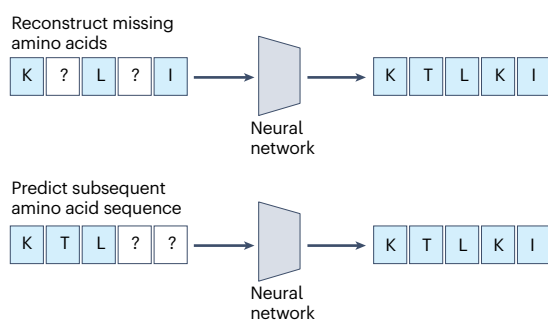 Reconstruct missing
amino acids
K ? L ? I
K T L K I
Neural
network
Predict subsequent
amino acid sequence
K T L ? ?
K T L K I
Neural
network